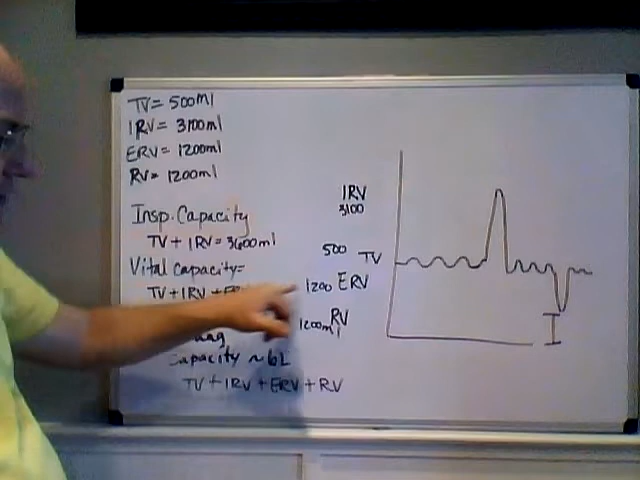 TV = 500ml
IRV = 3100ml
ERV = 1200ml
RV = 1200ml
Insp. Capacity
TV + IRV = 3600ml
Vital Capacity =
TV + IRV +
Capacity ~ 6L
TV + IRV + ERV + RV
IRV
3100
500 TV
1200 ERV
RV
1200ml